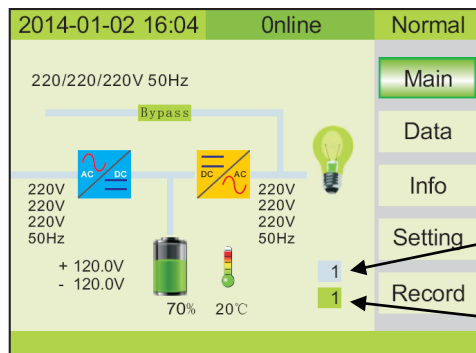 2014-01-02 16:04 0nline Normal
220/220/220V 50Hz
Main
Bypass
Data
AC DC
DC AC
Info
220V
220V
220V
50Hz
220V
220V
220V
50Hz
Setting
+ 120.0V
- 120.0V
1
1
Record
70% 20℃